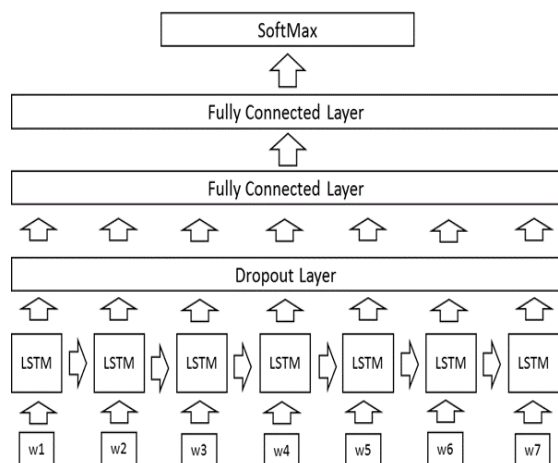 SoftMax
Fully Connected Layer
Fully Connected Layer
Dropout Layer
LSTM LSTM LSTM LSTM LSTM LSTM LSTM
w1 w2 w3 w4 w5 w6 w7